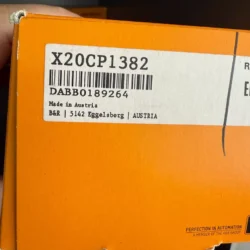 X20CP1382
DABB0189264
Made in Austria
B&R | 5142 Eggelsberg | AUSTRIA
PERFECTION IN AUTOMATION